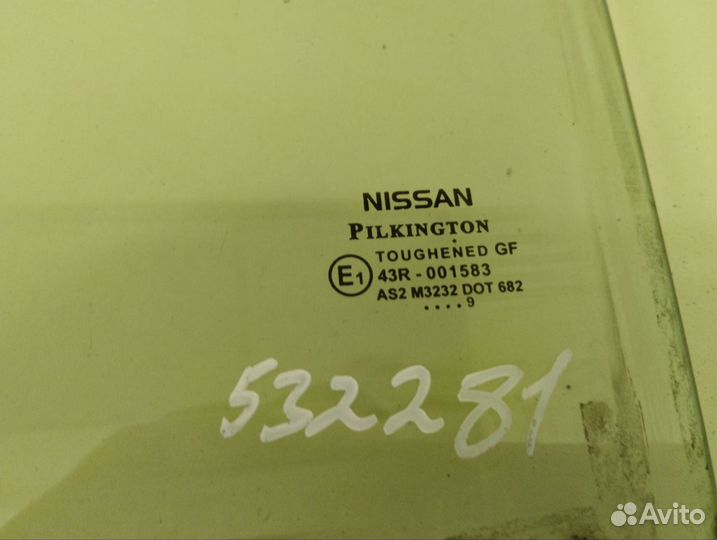 NISSAN
PILKINGTON
TOUGHENED GF
E1 43R - 001583
AS2 M3232 DOT 682
.... 9
532281
Avito